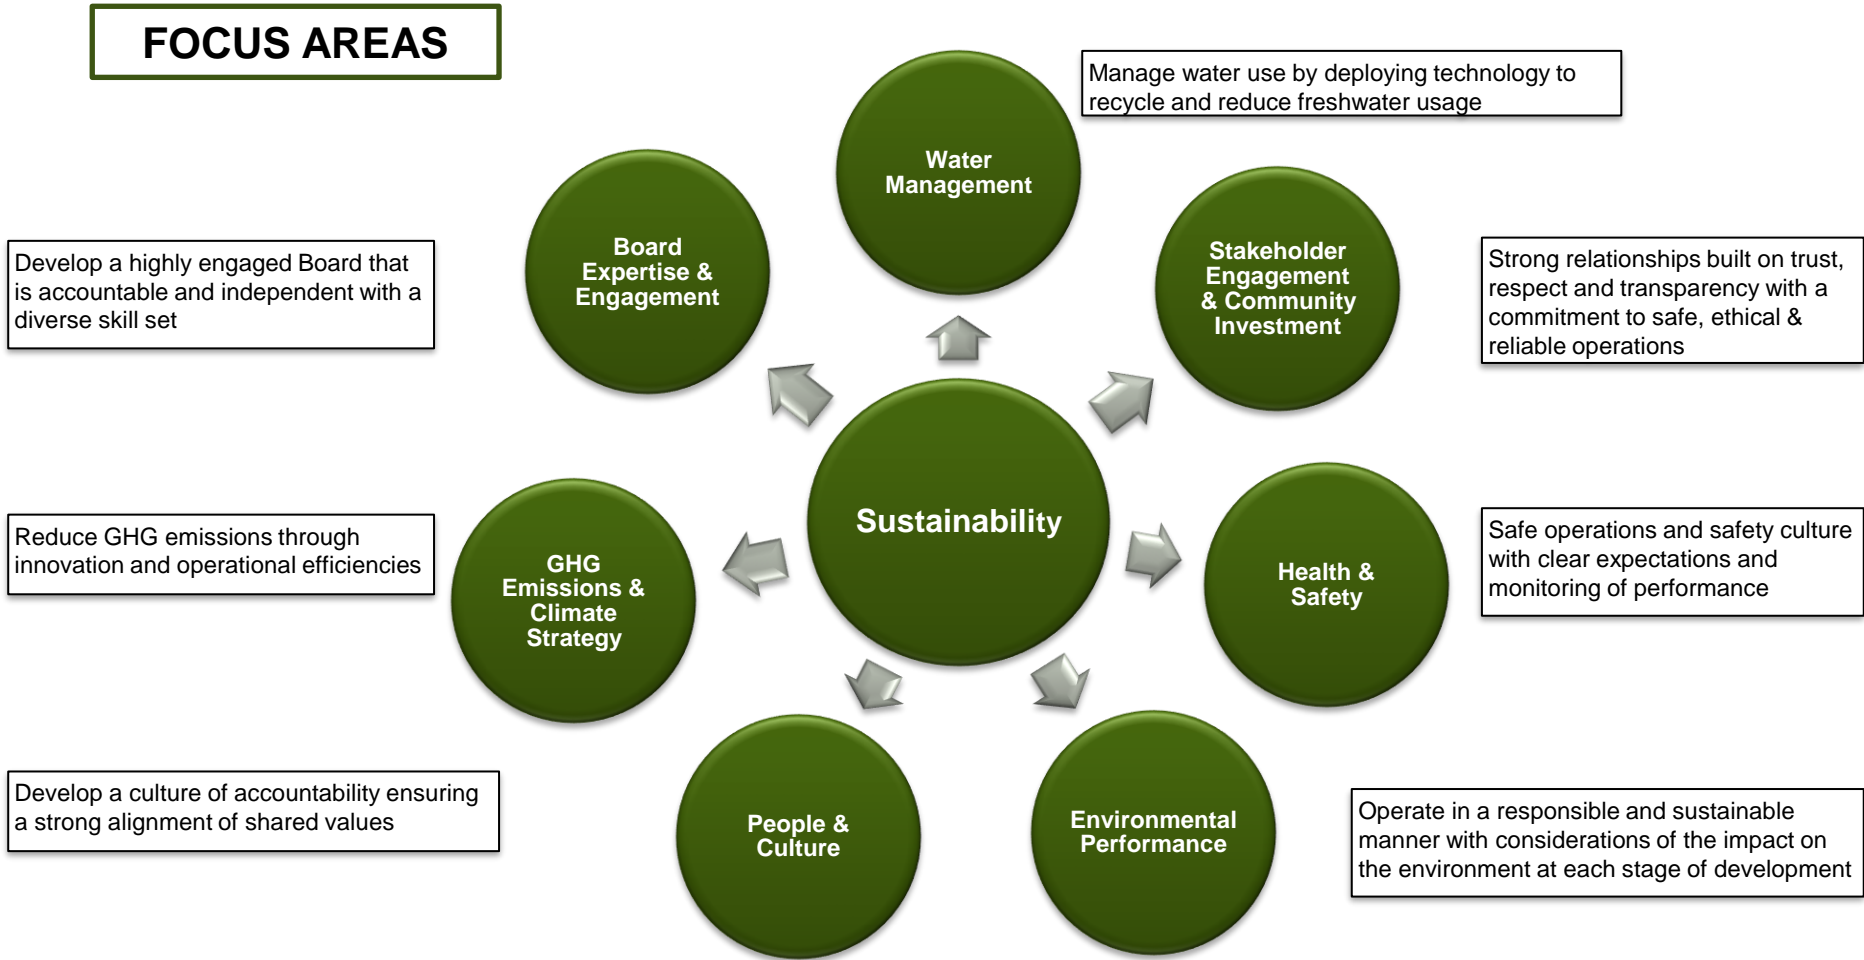 FOCUS AREAS
Water
Management
Manage water use by deploying technology to
recycle and reduce freshwater usage
Stakeholder
Engagement
& Community
Investment
Strong relationships built on trust,
respect and transparency with a
commitment to safe, ethical &
reliable operations
Health &
Safety
Safe operations and safety culture
with clear expectations and
monitoring of performance
Environmental
Performance
Operate in a responsible and sustainable
manner with considerations of the impact on
the environment at each stage of development
People &
Culture
Develop a culture of accountability ensuring
a strong alignment of shared values
GHG
Emissions &
Climate
Strategy
Reduce GHG emissions through
innovation and operational efficiencies
Board
Expertise &
Engagement
Develop a highly engaged Board that
is accountable and independent with a
diverse skill set
Sustainability